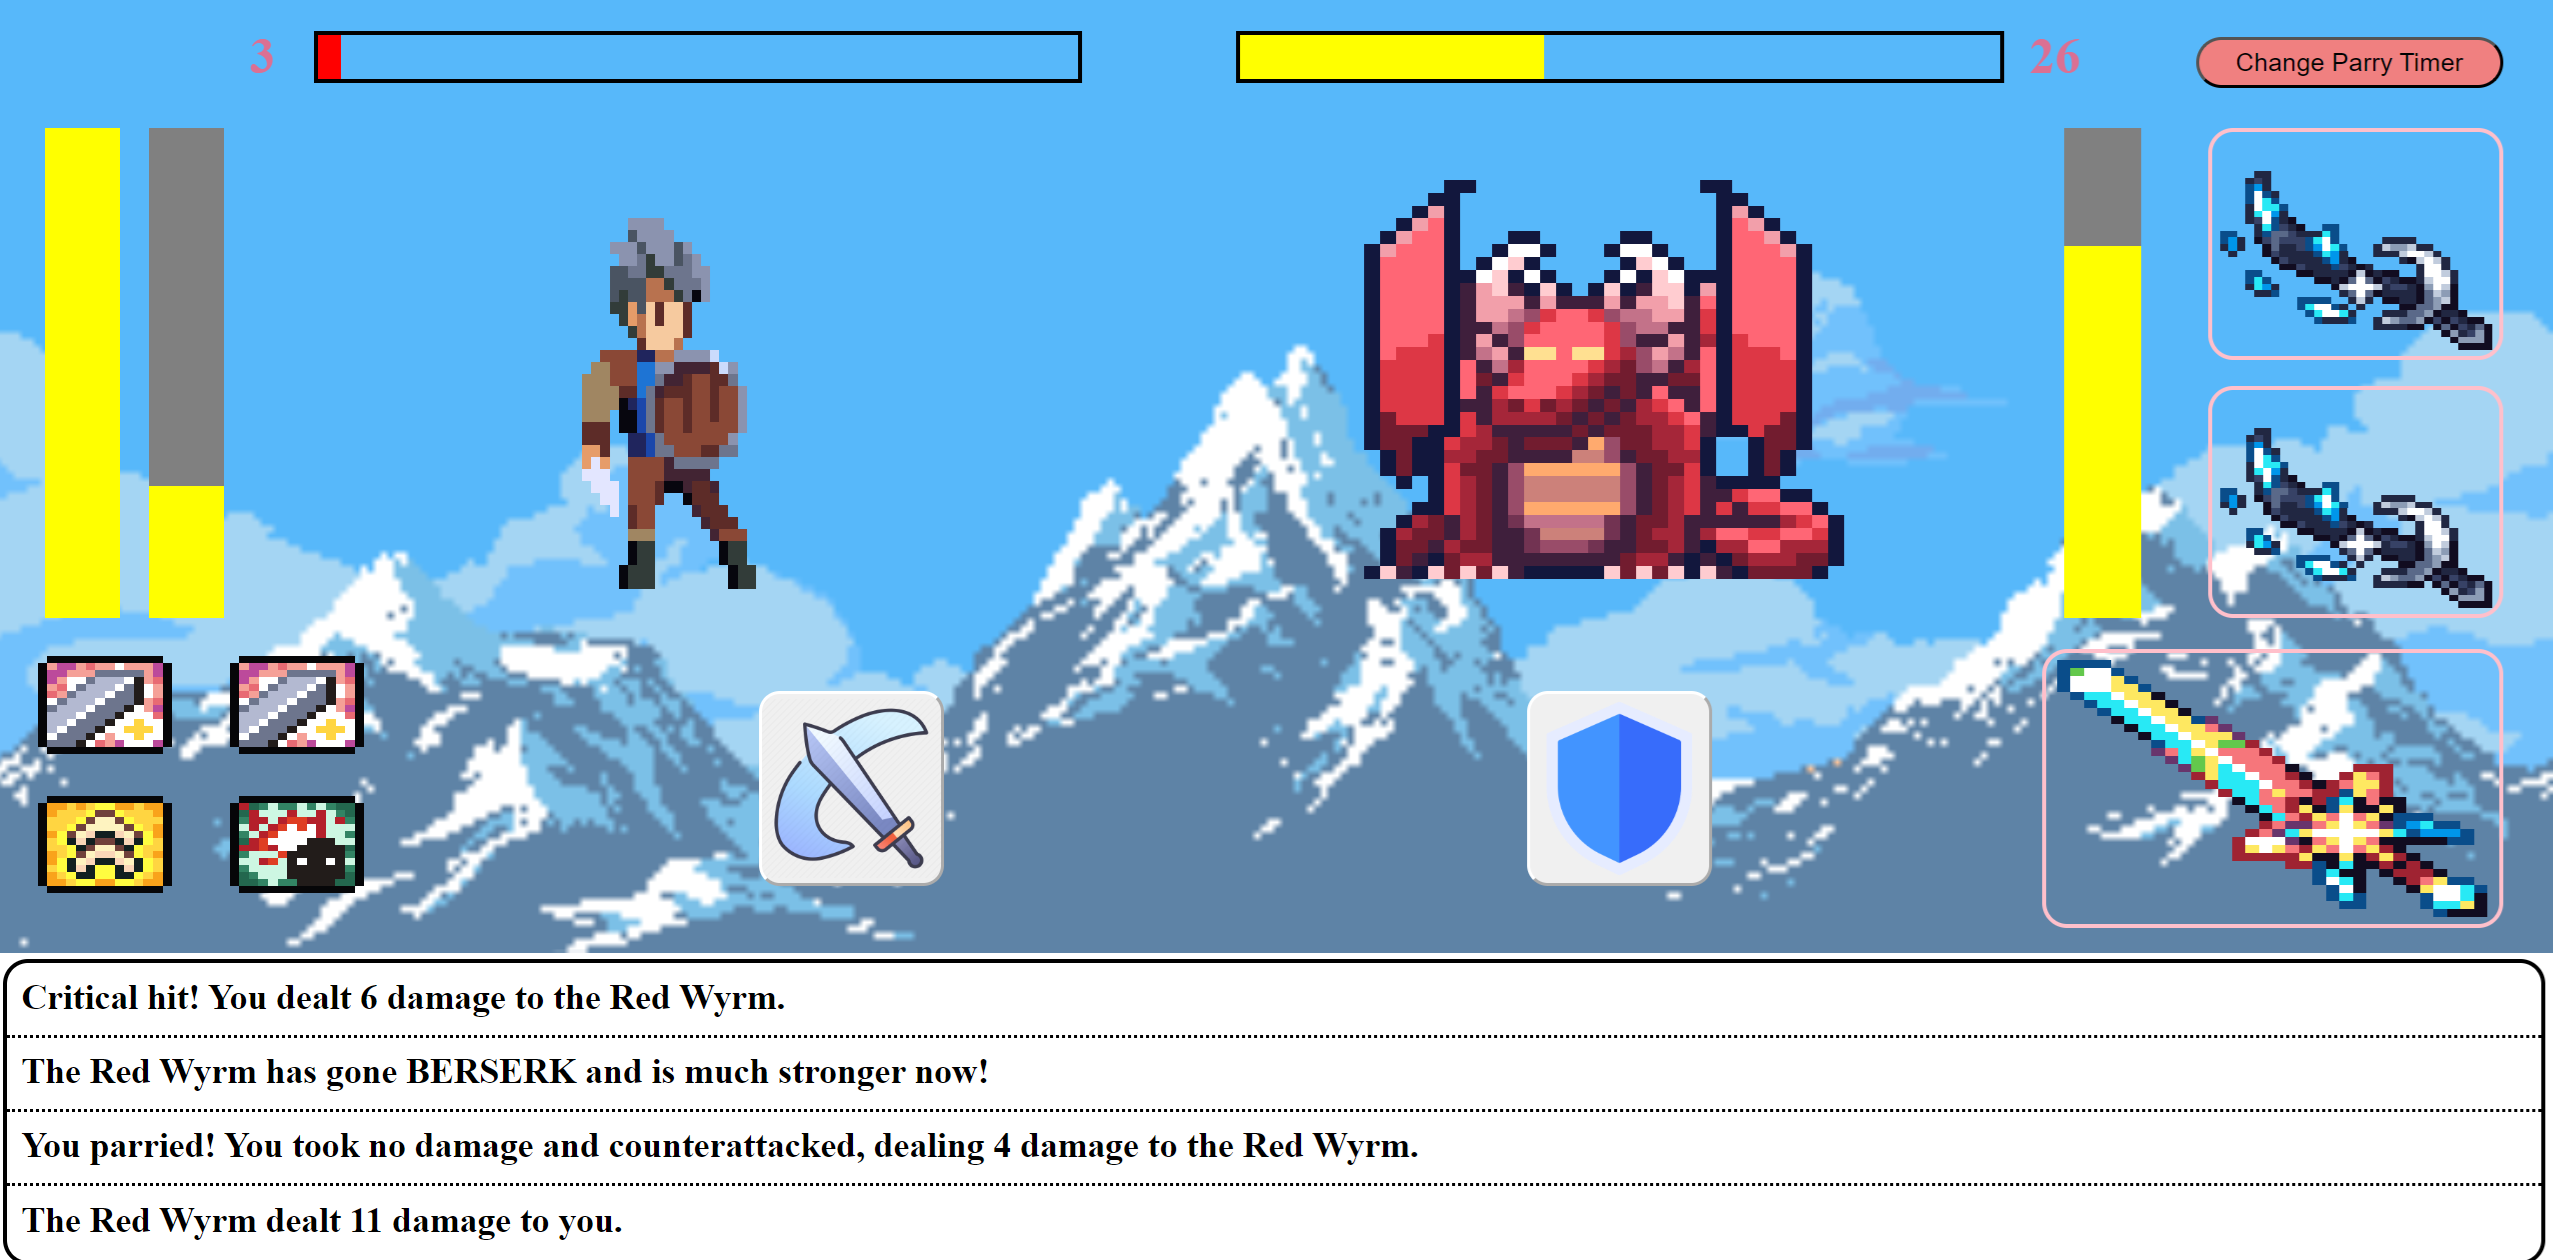 3
26
Change Parry Timer
Critical hit! You dealt 6 damage to the Red Wyrm.
The Red Wyrm has gone BERSERK and is much stronger now!
You parried! You took no damage and counterattacked, dealing 4 damage to the Red Wyrm.
The Red Wyrm dealt 11 damage to you.